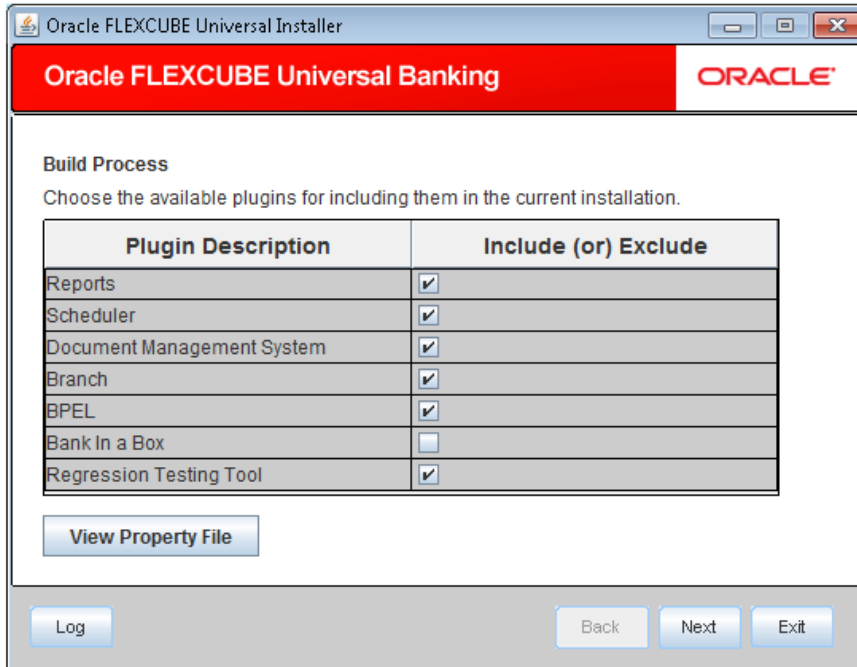 Oracle FLEXCUBE Universal Installer
Oracle FLEXCUBE Universal Banking
ORACLE
Build Process
Choose the available plugins for including them in the current installation.
Plugin Description Include (or) Exclude
Reports
Scheduler
Document Management System
Branch
BPEL
Bank In a Box
Regression Testing Tool
View Property File
Log Back Next Exit